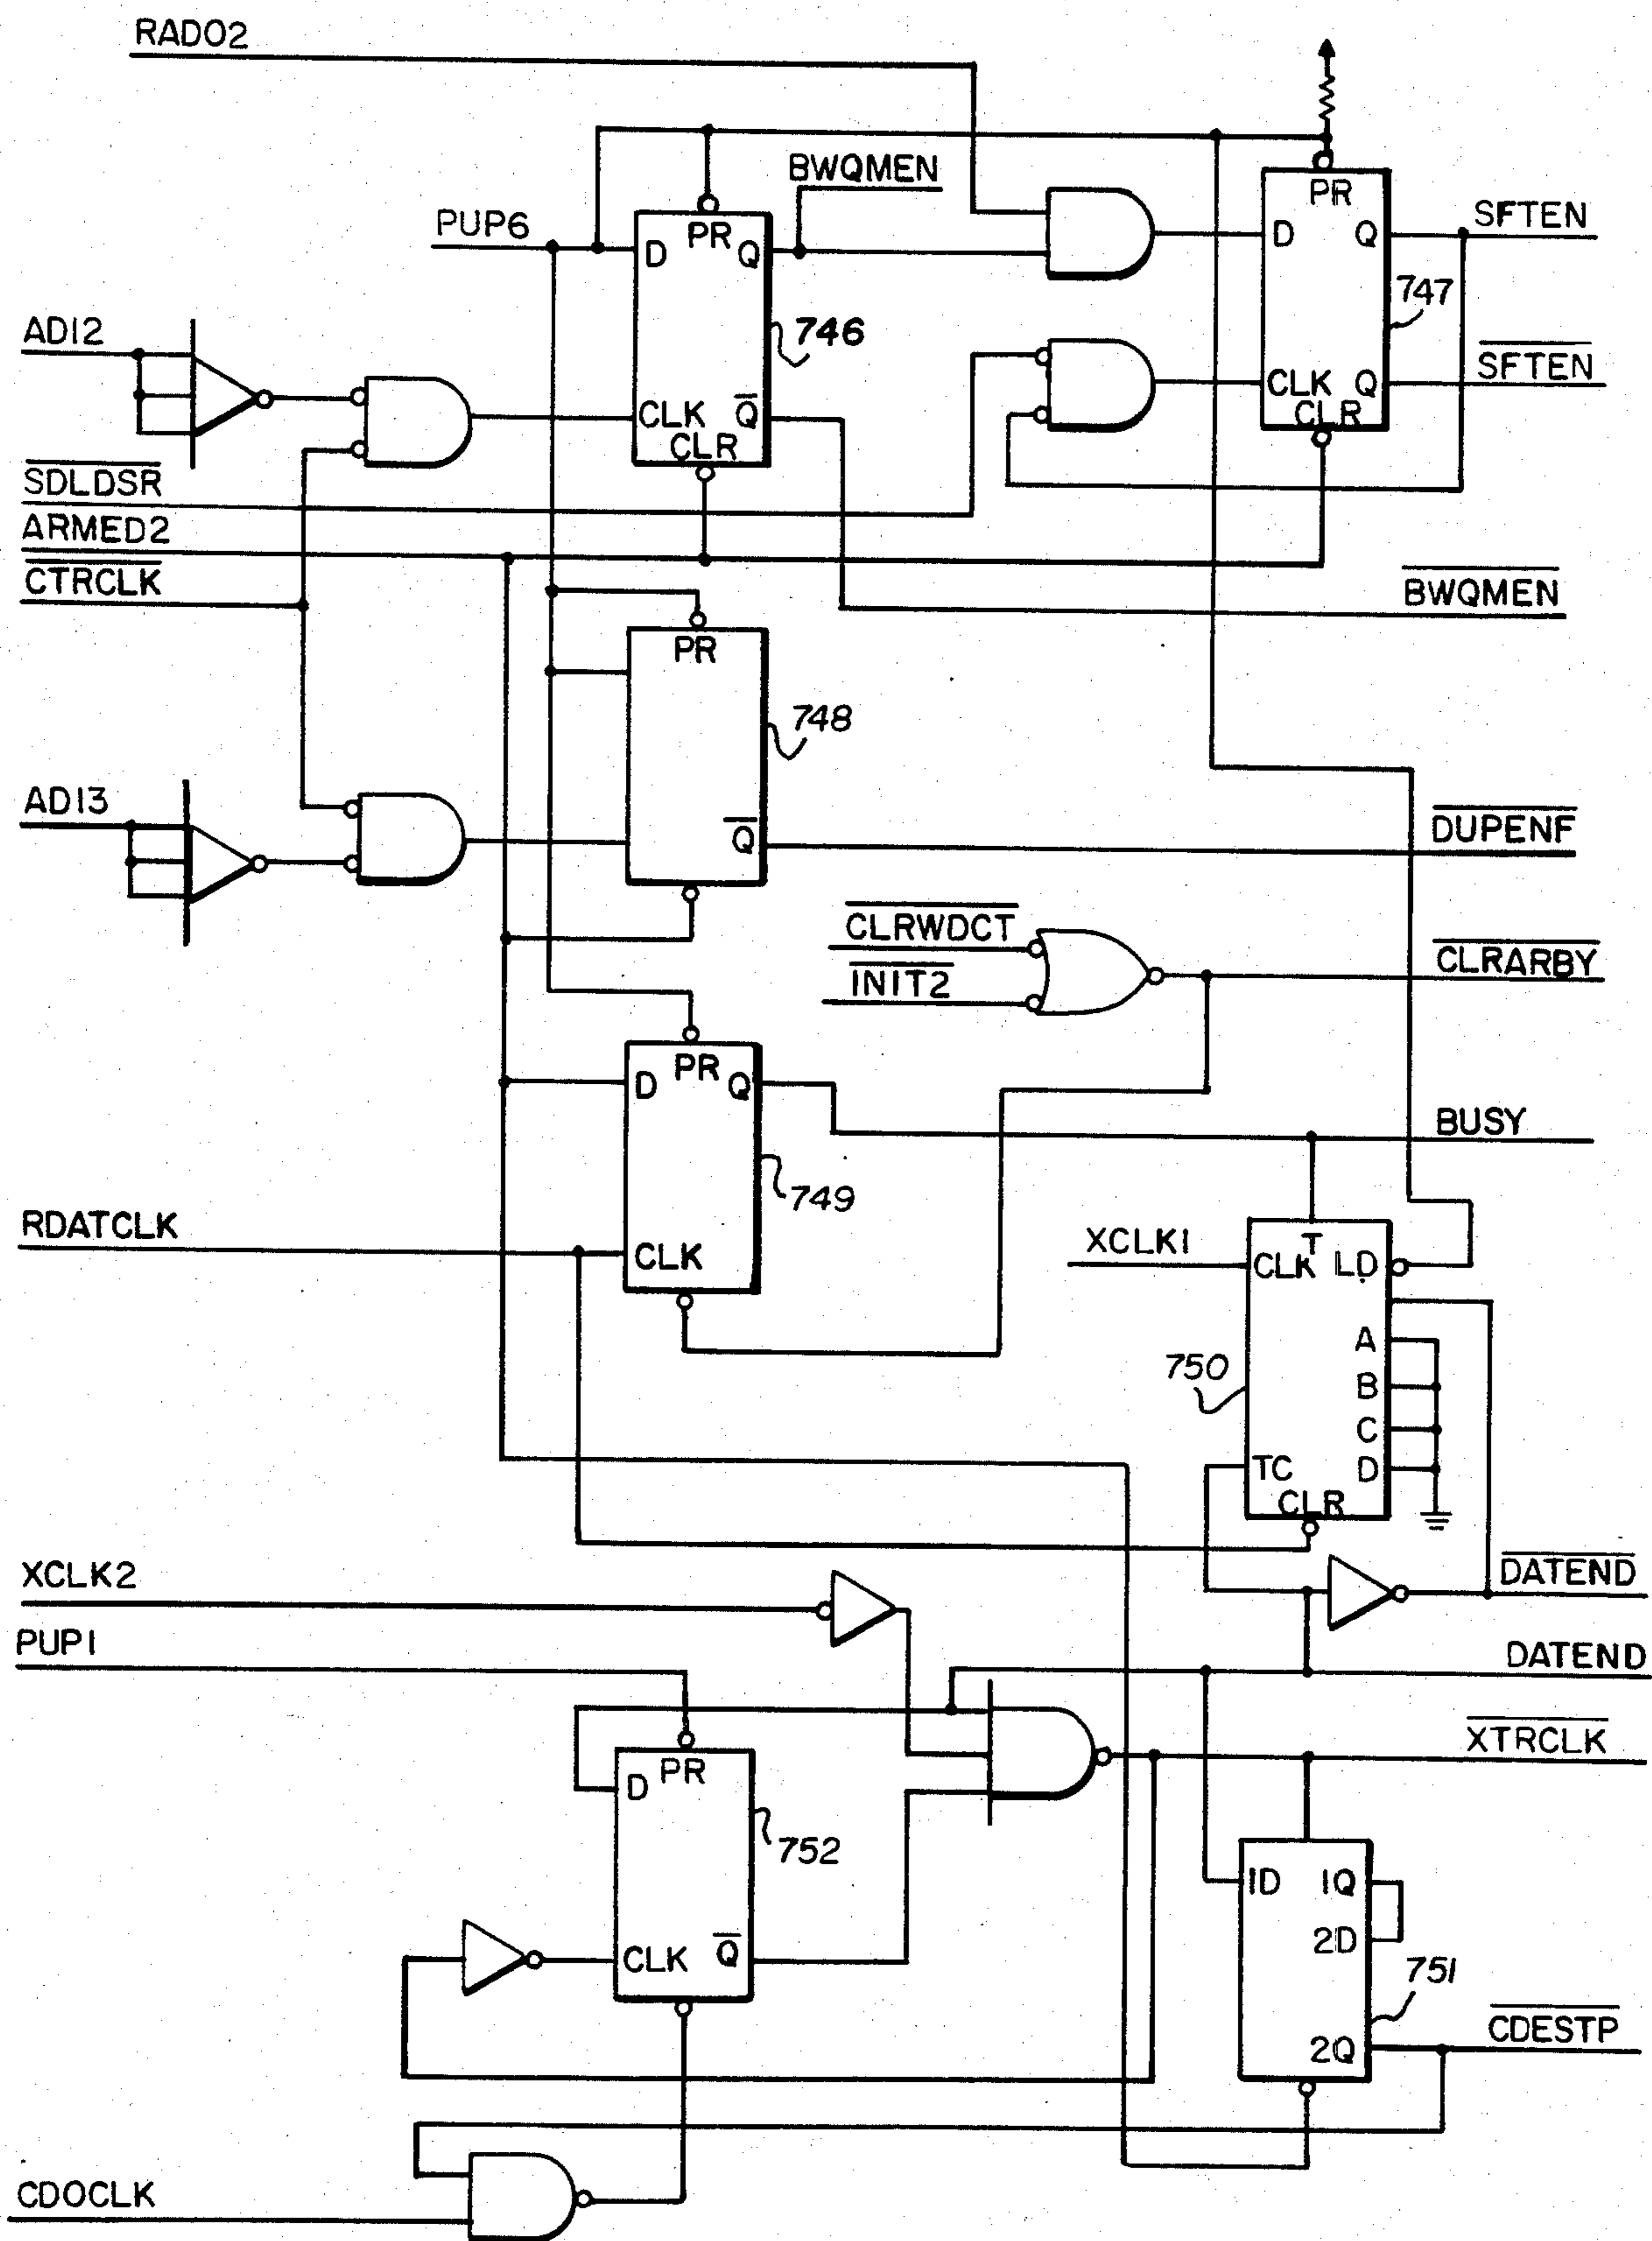 RADO2
BWQMEN
PR
SFTEN
PUP6
D PR Q
D Q
747
ADI2
746
SFTEN
CLK Q
CLR
CLK Q
CLR
SDLDSR
ARMED2
CTRCLK
BWQMEN
PR
748
ADI3
Q
DUPENF
CLRWDCT
CLRARBY
INIT2
D PR Q
BUSY
749
RDATCLK
CLK
XCLK1
T
CLK LD
A
750
B
C
TC D
CLR
XCLK2
DATEND
PUP1
DATEND
XTRCLK
PR
D
752
1D 1Q
2D
CLK Q
751
2Q
CDESTP
CDOCLK